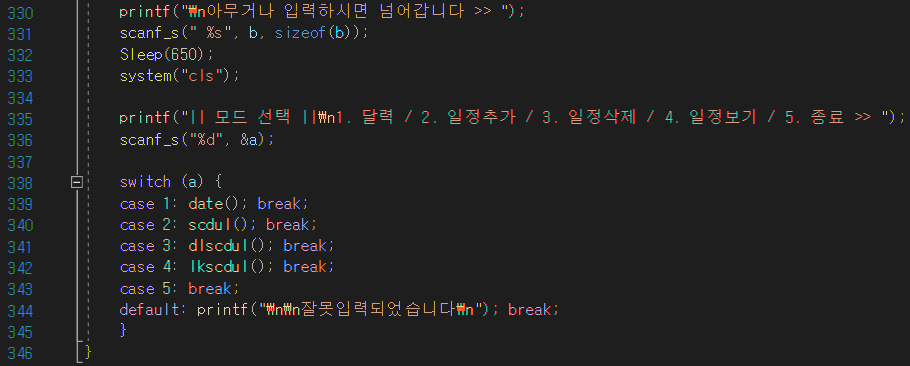 330 printf("₩n아무거나 입력하시면 넘어갑니다 >> ");
331 scanf_s(" %s", b, sizeof(b));
332 Sleep(650);
333 system("cls");
334
335 printf("|| 모드 선택 ||₩n1. 달력 / 2. 일정추가 / 3. 일정삭제 / 4. 일정보기 / 5. 종료 >> ");
336 scanf_s("%d", &a);
337
338 switch (a) {
339 case 1: date(); break;
340 case 2: scdul(); break;
341 case 3: dlscdul(); break;
342 case 4: lkscdul(); break;
343 case 5: break;
344 default: printf("₩n₩n잘못입력되었습니다₩n"); break;
345 }
346 }